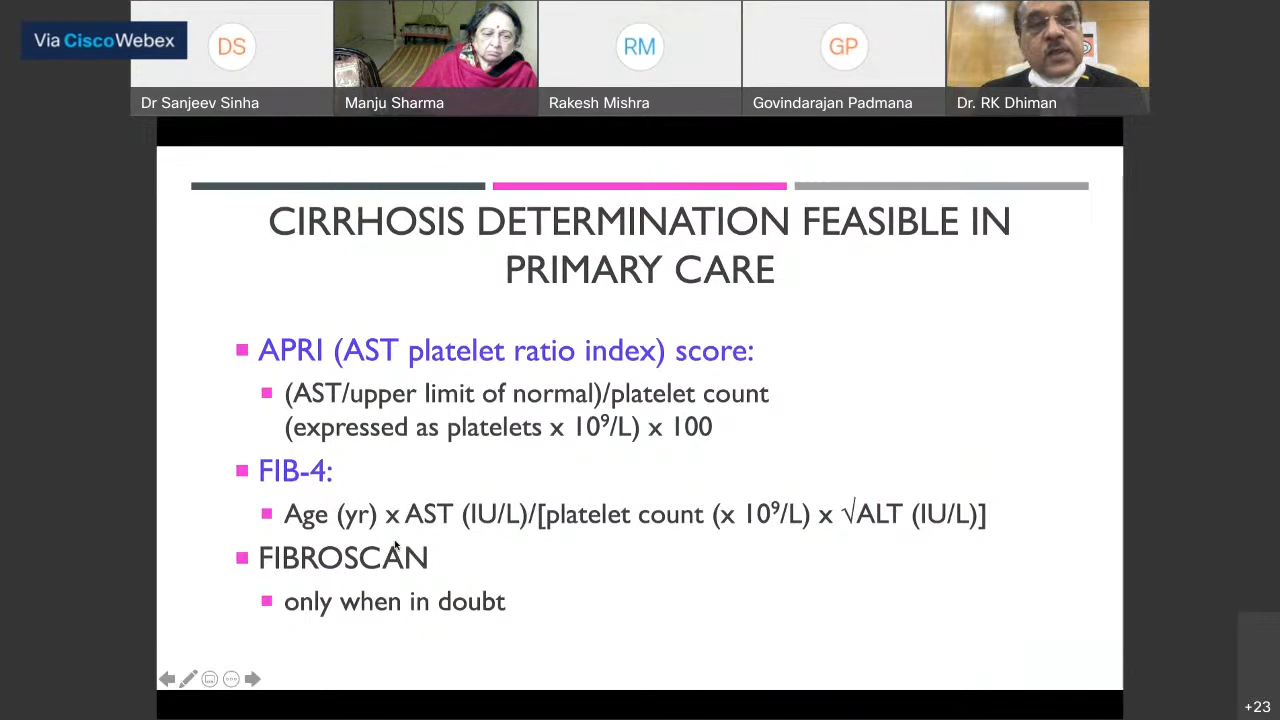 Via Cisco Webex
DS
RM
GP
Dr Sanjeev Sinha
Manju Sharma
Rakesh Mishra
Govindarajan Padmana
Dr. RK Dhiman
CIRRHOSIS DETERMINATION FEASIBLE IN
PRIMARY CARE
APRI (AST platelet ratio index) score:
(AST/upper limit of normal)/platelet count
(expressed as platelets x 10⁹/L) x 100
FIB-4:
Age (yr) x AST (IU/L)/[platelet count (x 10⁹/L) x √ALT (IU/L)]
FIBROSCAN
only when in doubt
+23